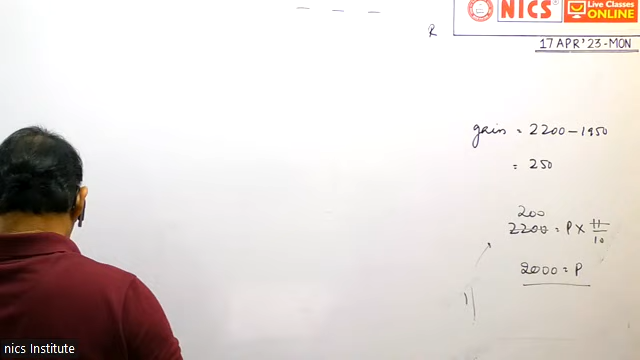 NICS
Live Classes
ONLINE
R
17 APR'23-MON
gain = 2200 - 1950
= 250
200
2200 = P × 11/10
2000 = P
nics Institute